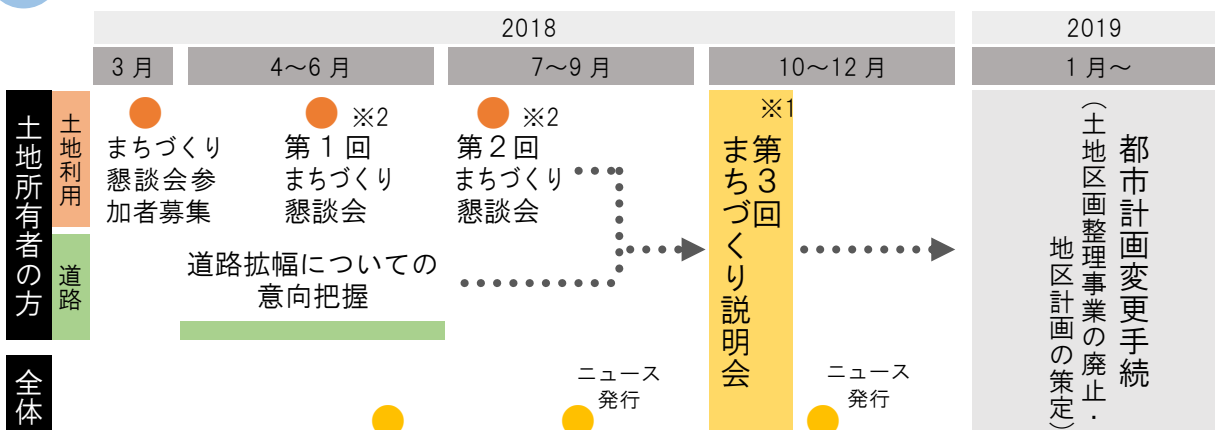 2018
2019
3月
4～6月
7～9月
10～12月
1月～
土地所有者の方
土地利用
まちづくり
懇談会参
加者募集
※2
第1回
まちづくり
懇談会
※2
第2回
まちづくり
懇談会
※1
第3回
まちづくり説明会
都市計画変更手続
（土地区画整理事業の廃止・
地区計画の策定）
道路
道路拡幅についての
意向把握
全体
ニュース
発行
ニュース
発行